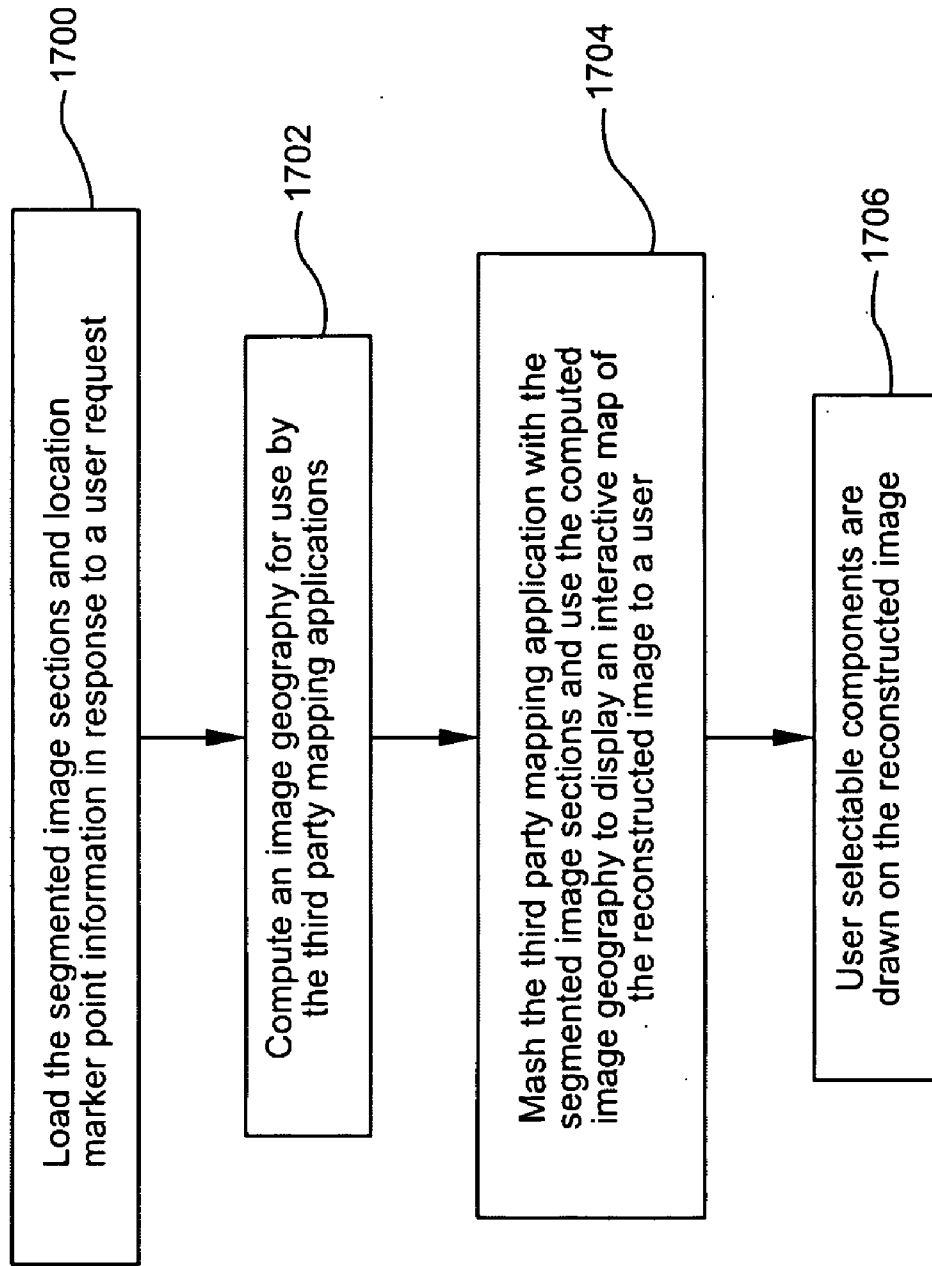 Load the segmented image sections and location
marker point information in response to a user request
1700
Compute an image geography for use by
the third party mapping applications
1702
Mash the third party mapping application with the
segmented image sections and use the computed
image geography to display an interactive map of
the reconstructed image to a user
1704
User selectable components are
drawn on the reconstructed image
1706